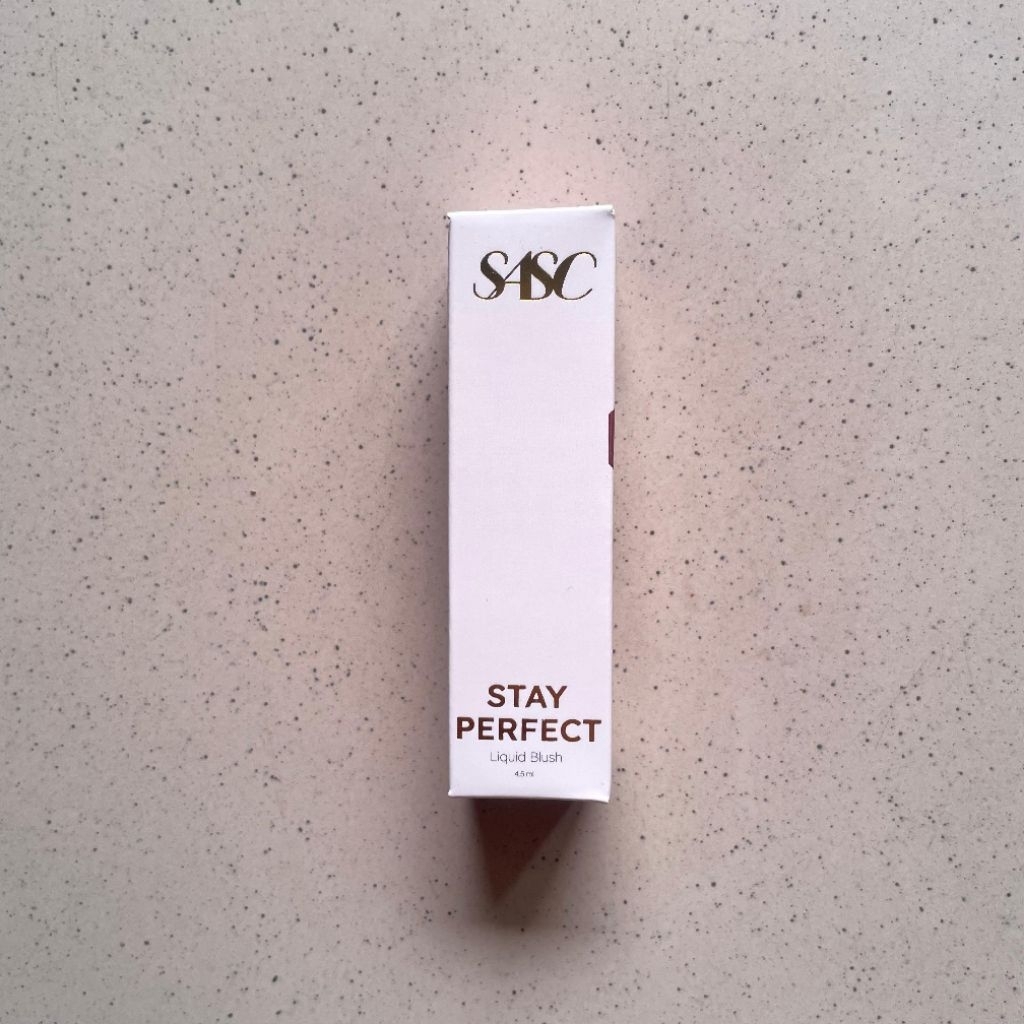 SASC
STAY
PERFECT
Liquid Blush
4.5 ml